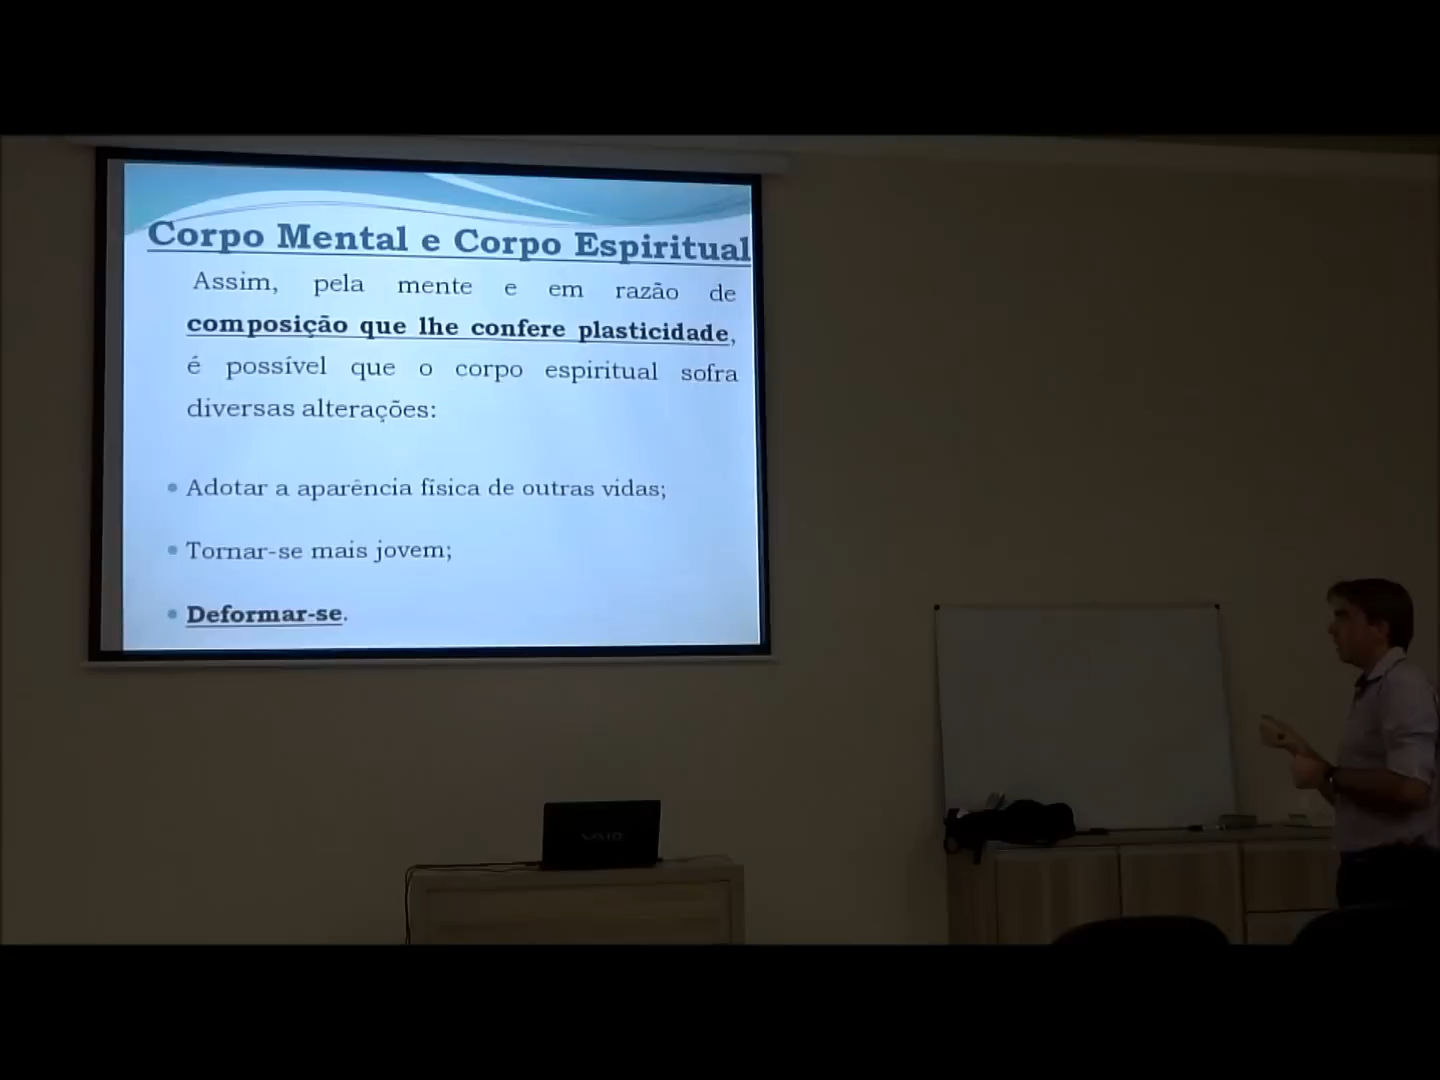 Corpo Mental e Corpo Espiritual
Assim, pela mente e em razão de
composição que lhe confere plasticidade,
é possível que o corpo espiritual sofra
diversas alterações:
• Adotar a aparência física de outras vidas;
• Tornar-se mais jovem;
• Deformar-se.
VAIO